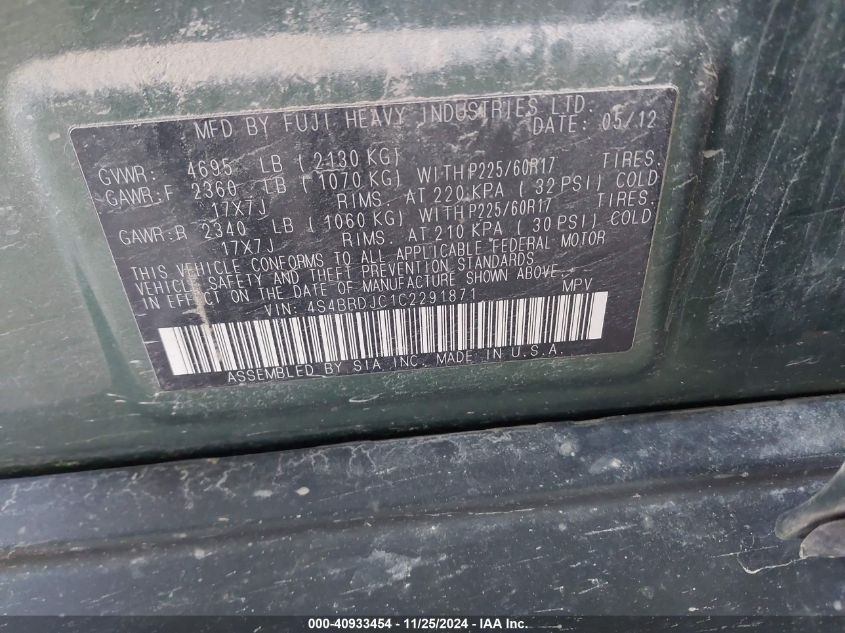 MFD BY FUJI HEAVY INDUSTRIES LTD.
DATE: 05/12
GVWR: 4695 LB ( 2130 KG)
GAWR:F 2360 LB ( 1070 KG) WITH P225/60R17 TIRES.
17X7J RIMS. AT 220 KPA ( 32 PSI) COLD
GAWR:R 2340 LB ( 1060 KG) WITH P225/60R17 TIRES.
17X7J RIMS. AT 210 KPA ( 30 PSI) COLD
THIS VEHICLE CONFORMS TO ALL APPLICABLE FEDERAL MOTOR
VEHICLE SAFETY AND THEFT PREVENTION STANDARDS
IN EFFECT ON THE DATE OF MANUFACTURE SHOWN ABOVE.
VIN: 4S4BRDJC1C2291871 MPV
ASSEMBLED BY SIA INC. MADE IN U.S.A.
000-40933454 - 11/25/2024 - IAA Inc.